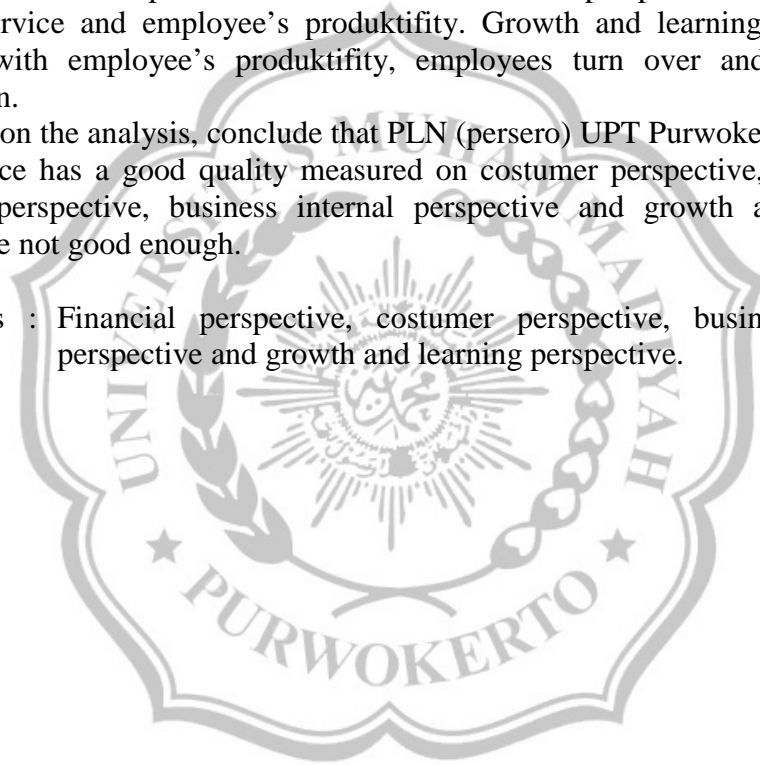 rvice and employee's produktifity. Growth and learning
with employee's produktifity, employees turn over and
n.
on the analysis, conclude that PLN (persero) UPT Purwoke
ce has a good quality measured on costumer perspective,
perspective, business internal perspective and growth a
e not good enough.
s : Financial perspective, costumer perspective, busin
perspective and growth and learning perspective.
UNIVERSITAS MUHAMMADIYAH
PURWOKERTO